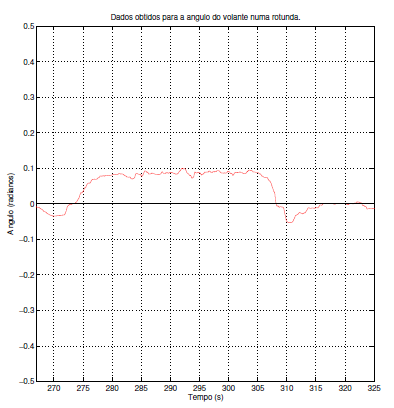 Dados obtidos para a angulo do volante numa rotunda.
0.5
0.4
0.3
0.2
0.1
0
−0.1
−0.2
−0.3
−0.4
−0.5
Angulo (radianos)
270 275 280 285 290 295 300 305 310 315 320 325
Tempo (s)